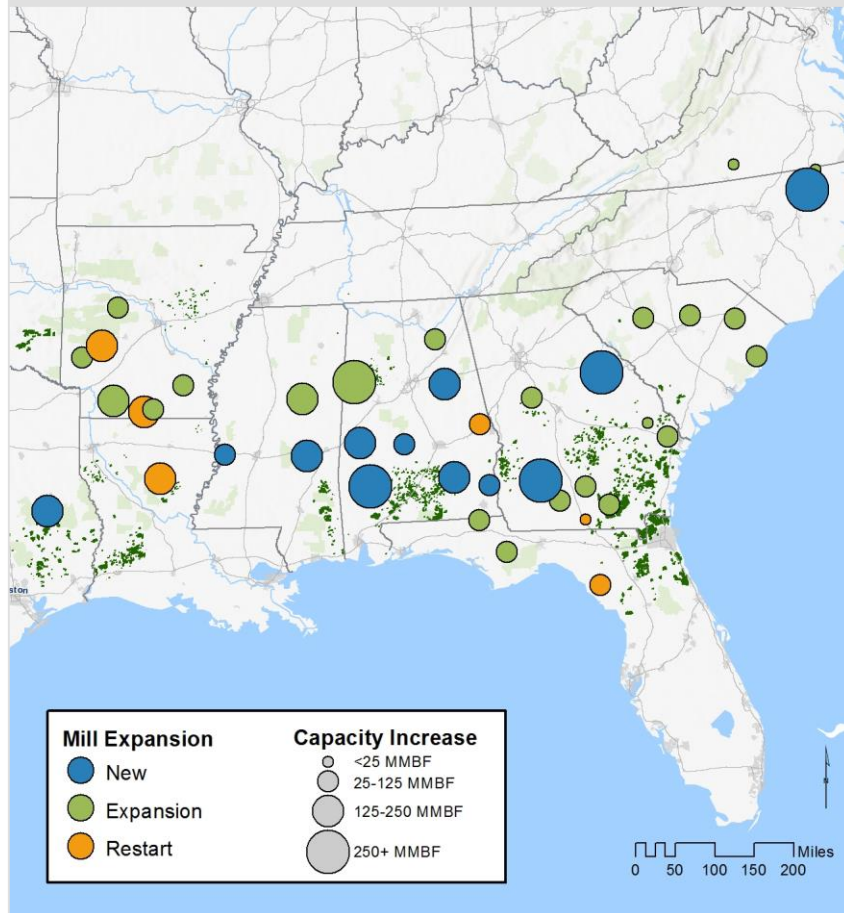 ston
Mill Expansion
New
Expansion
Restart
Capacity Increase
<25 MMBF
25-125 MMBF
125-250 MMBF
250+ MMBF
N
Miles
0 50 100 150 200